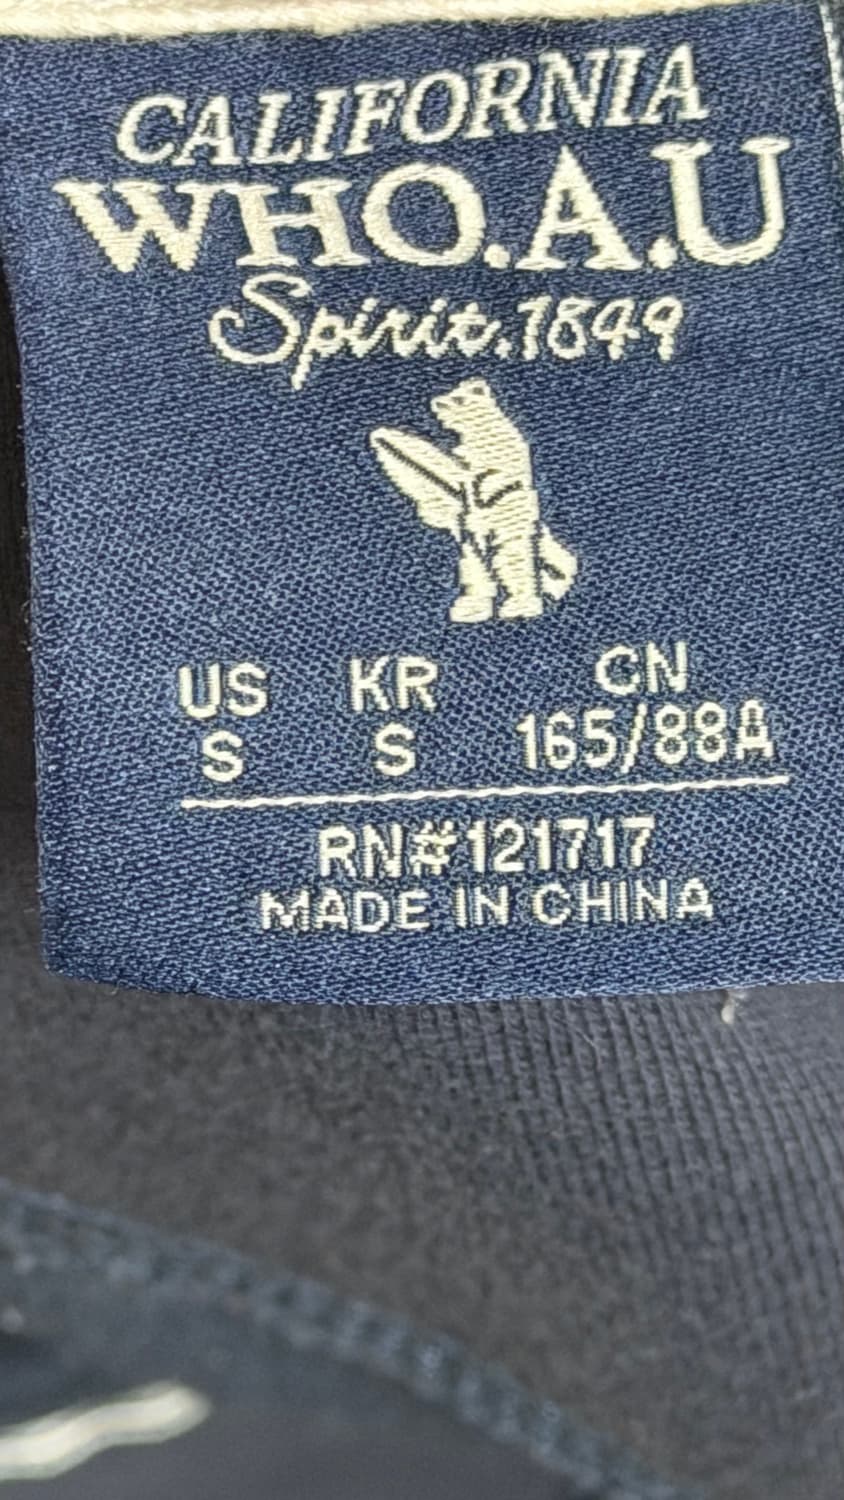 CALIFORNIA
WHO.A.U
Spirit.1849
US KR CN
S S 165/88A
RN#121717
MADE IN CHINA